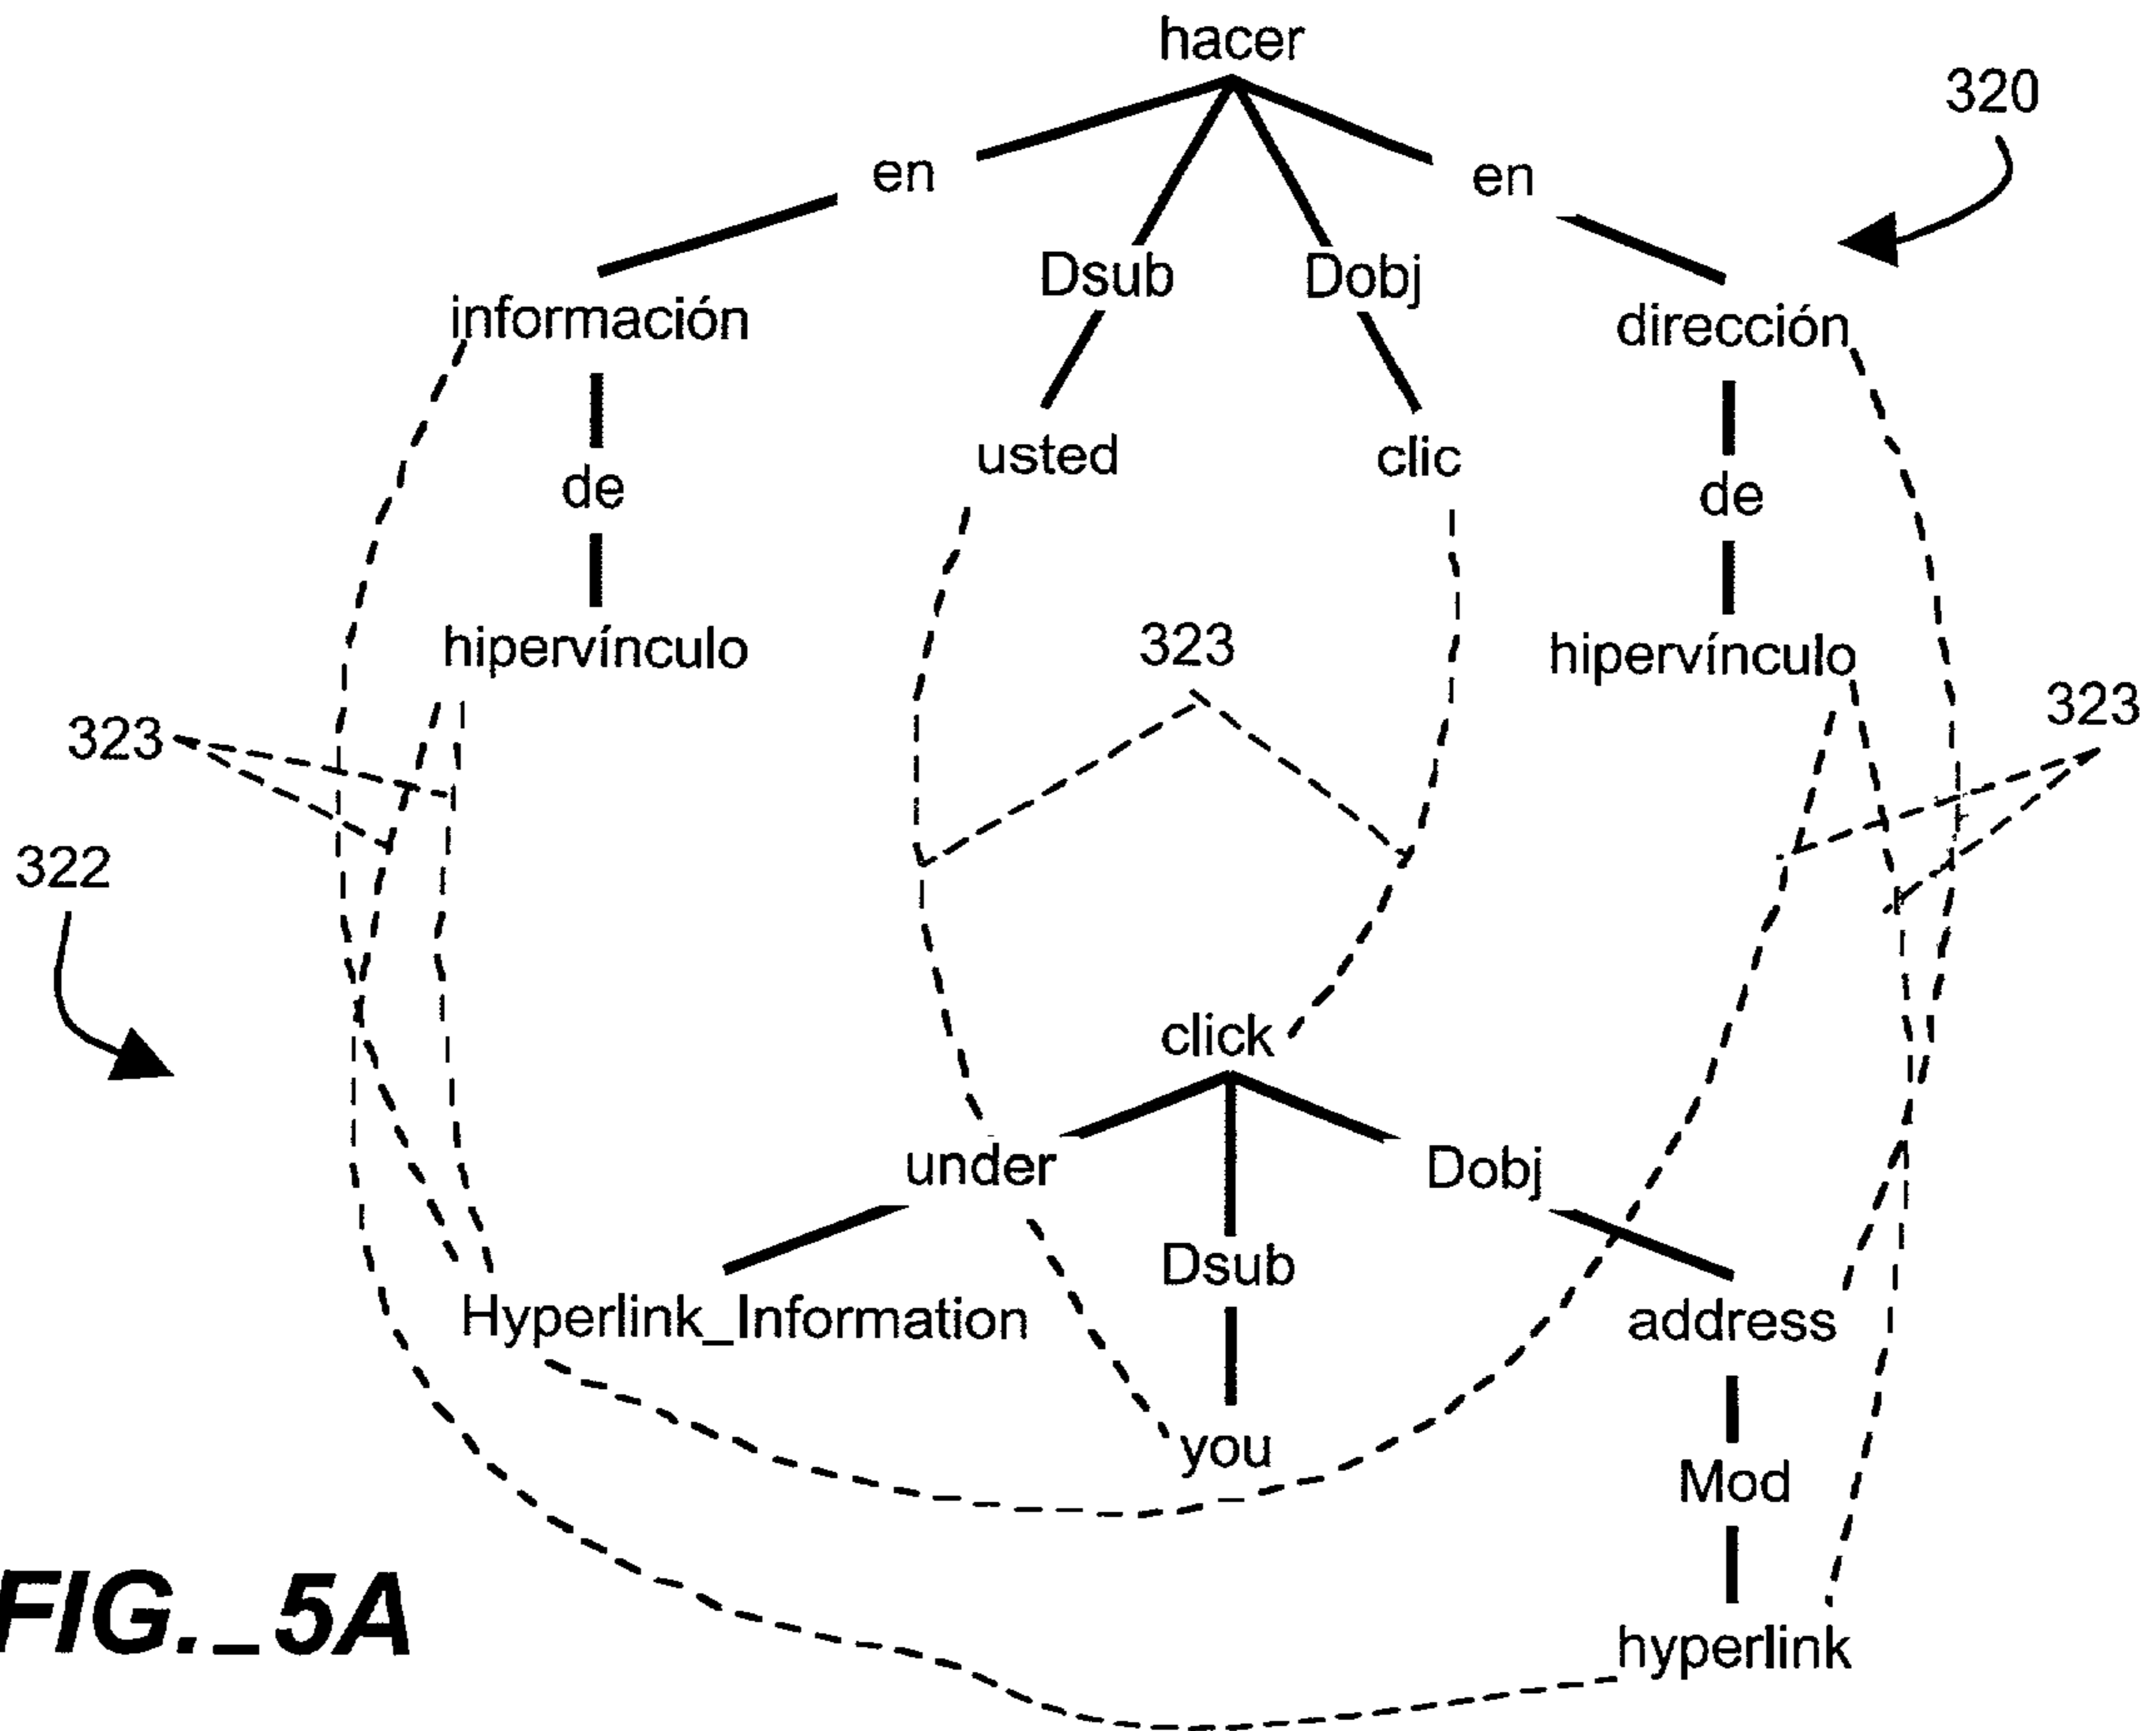 hacer
320
en
en
Dsub
Dobj
información
dirección
usted
clic
de
de
323
hipervínculo
hipervínculo
323
323
322
click
under
Dobj
Dsub
Hyperlink_Information
address
you
Mod
FIG._5A
hyperlink